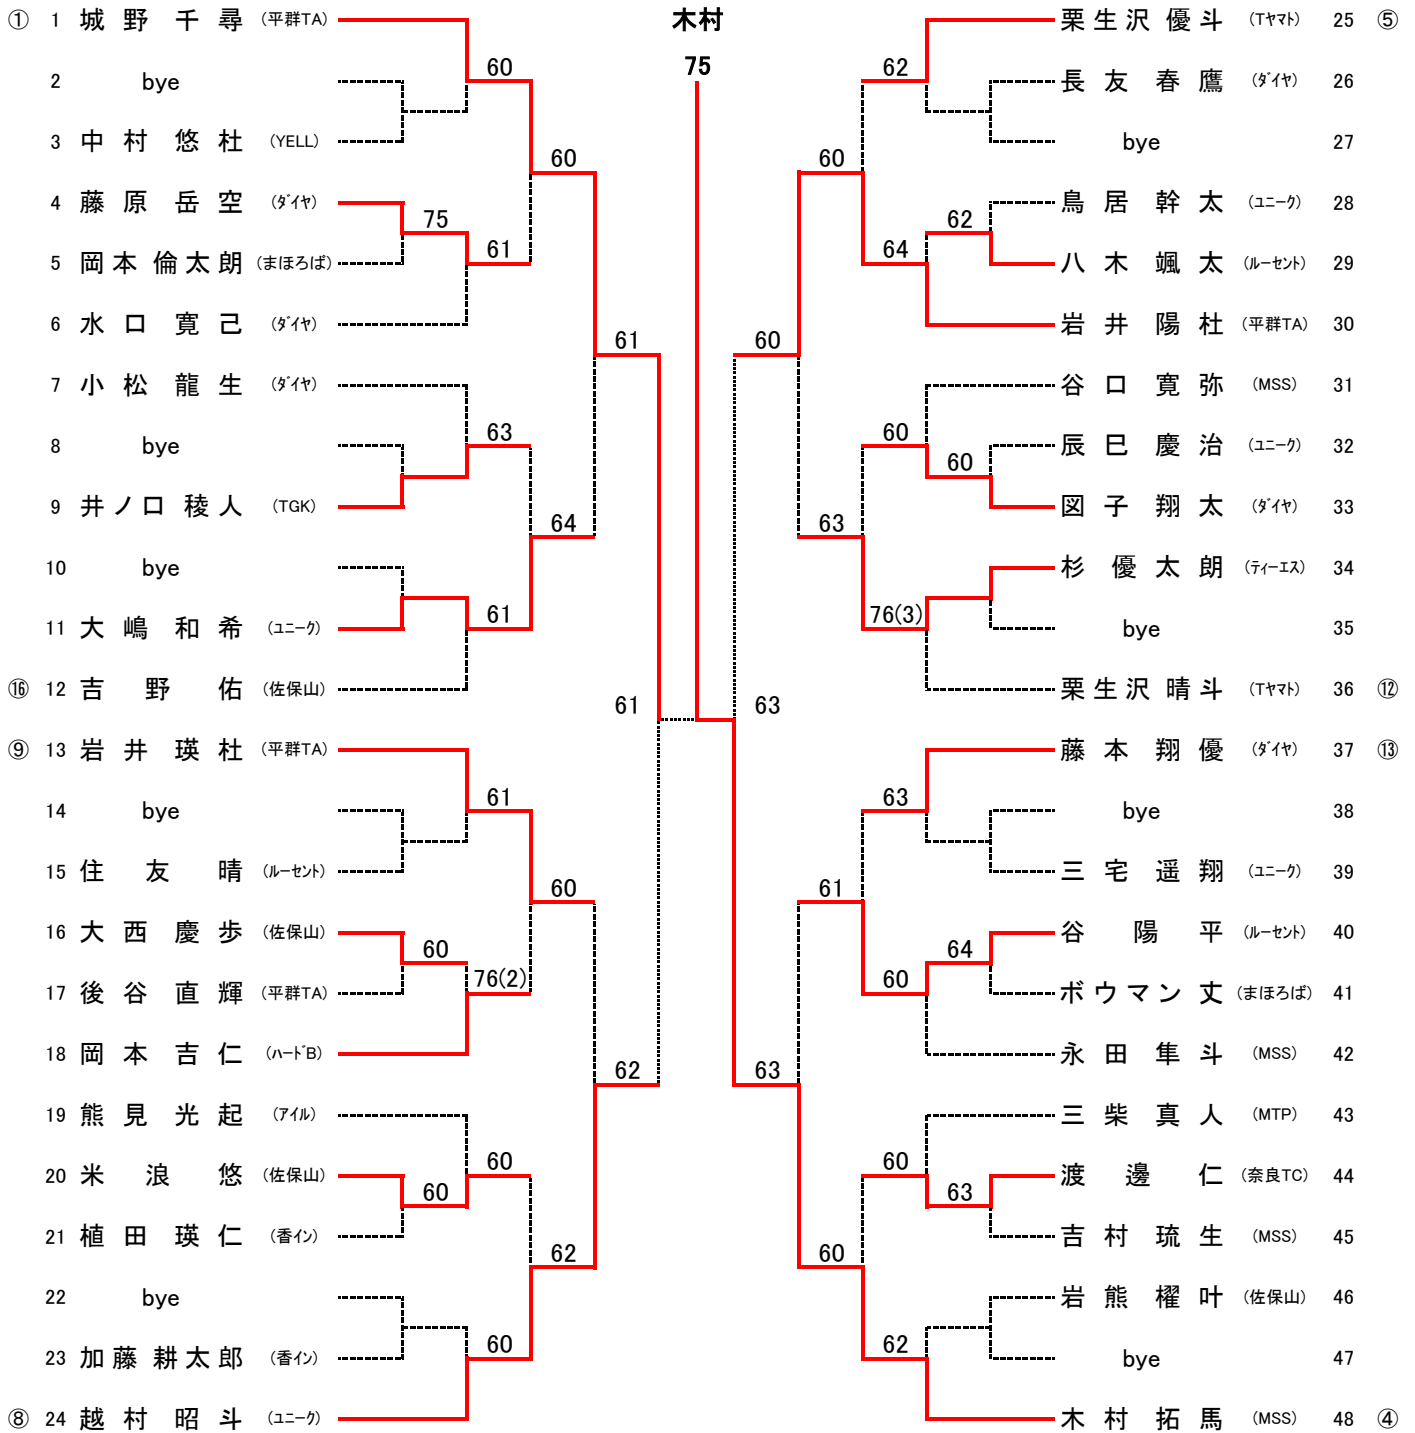 ① 1 城野千尋 (平群TA)
2 bye
3 中村悠杜 (YELL)
4 藤原岳空 (ダイヤ)
5 岡本倫太朗 (まほろば)
6 水口寛己 (ダイヤ)
7 小松龍生 (ダイヤ)
8 bye
9 井ノ口稜人 (TGK)
10 bye
11 大嶋和希 (ユニーク)
⑯ 12 吉野佑 (佐保山)
⑨ 13 岩井瑛杜 (平群TA)
14 bye
15 住友晴 (ルーセント)
16 大西慶歩 (佐保山)
17 後谷直輝 (平群TA)
18 岡本吉仁 (ハードB)
19 熊見光起 (アイル)
20 米浪悠 (佐保山)
21 植田瑛仁 (香イン)
22 bye
23 加藤耕太郎 (香イン)
⑧ 24 越村昭斗 (ユニーク)
75
60
60
60
61
63
61
61
76(2)
60
60
60
64
60
62
61
62
61
木村
75
63
60
63
60
63
61
60
62
64
60
76(3)
63
60
60
62
62
60
64
63
栗生沢優斗 (Tヤマト) 25 ⑤
長友春鷹 (ダイヤ) 26
bye 27
鳥居幹太 (ユニーク) 28
八木颯太 (ルーセント) 29
岩井陽杜 (平群TA) 30
谷口寛弥 (MSS) 31
辰巳慶治 (ユニーク) 32
図子翔太 (ダイヤ) 33
杉優太朗 (ティーエス) 34
bye 35
栗生沢晴斗 (Tヤマト) 36 ⑫
藤本翔優 (ダイヤ) 37 ⑬
bye 38
三宅遥翔 (ユニーク) 39
谷陽平 (ルーセント) 40
ボウマン丈 (まほろば) 41
永田隼斗 (MSS) 42
三柴真人 (MTP) 43
渡邊仁 (奈良TC) 44
吉村琉生 (MSS) 45
岩熊櫂叶 (佐保山) 46
bye 47
木村拓馬 (MSS) 48 ④